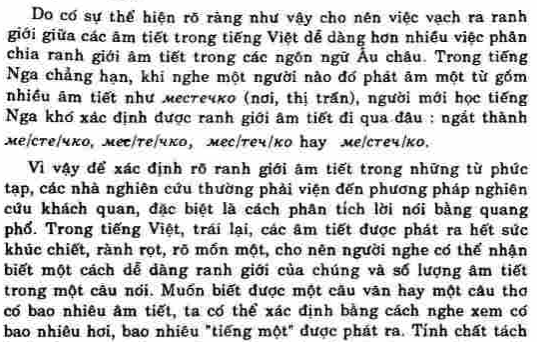 Do có sự thể hiện rõ ràng như vậy cho nên việc vạch ra ranh
giới giữa các âm tiết trong tiếng Việt dễ dàng hơn nhiều việc phân
chia ranh giới âm tiết trong các ngôn ngữ Âu châu. Trong tiếng
Nga chẳng hạn, khi nghe một người nào đó phát âm một từ gồm
nhiều âm tiết như местечко (nơi, thị trấn), người mới học tiếng
Nga khó xác định được ranh giới âm tiết đi qua đâu : ngắt thành
ме/сте/чко, мес/те/чко, мес/теч/ко hay ме/стеч/ко.
Vì vậy để xác định rõ ranh giới âm tiết trong những từ phức
tạp, các nhà nghiên cứu thường phải viện đến phương pháp nghiên
cứu khách quan, đặc biệt là cách phân tích lời nói bằng quang
phổ. Trong tiếng Việt, trái lại, các âm tiết được phát ra hết sức
khúc chiết, rành rọt, rõ mồn một, cho nên người nghe có thể nhận
biết một cách dễ dàng ranh giới của chúng và số lượng âm tiết
trong một câu nói. Muốn biết được một câu văn hay một câu thơ
có bao nhiêu âm tiết, ta có thể xác định bằng cách nghe xem có
bao nhiêu hơi, bao nhiêu "tiếng một" được phát ra. Tính chất tách